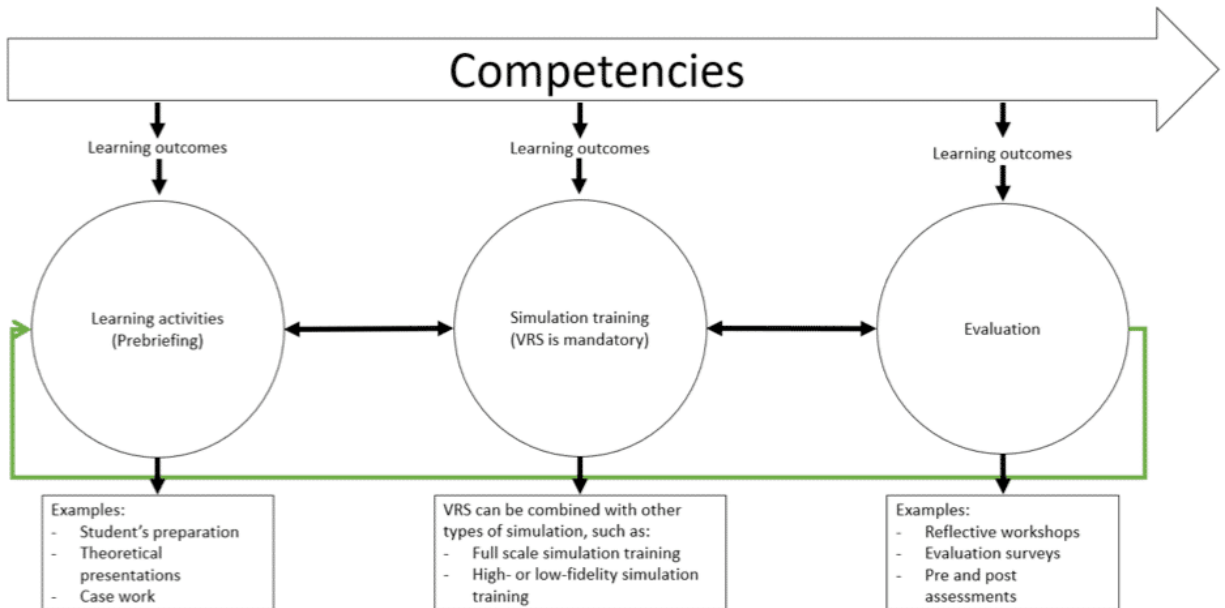 Competencies
Learning outcomes
Learning outcomes
Learning outcomes
Learning activities
(Prebriefing)
Simulation training
(VRS is mandatory)
Evaluation
Examples:
- Student's preparation
- Theoretical
presentations
- Case work
VRS can be combined with other
types of simulation, such as:
- Full scale simulation training
- High- or low-fidelity simulation
training
Examples:
- Reflective workshops
- Evaluation surveys
- Pre and post
assessments